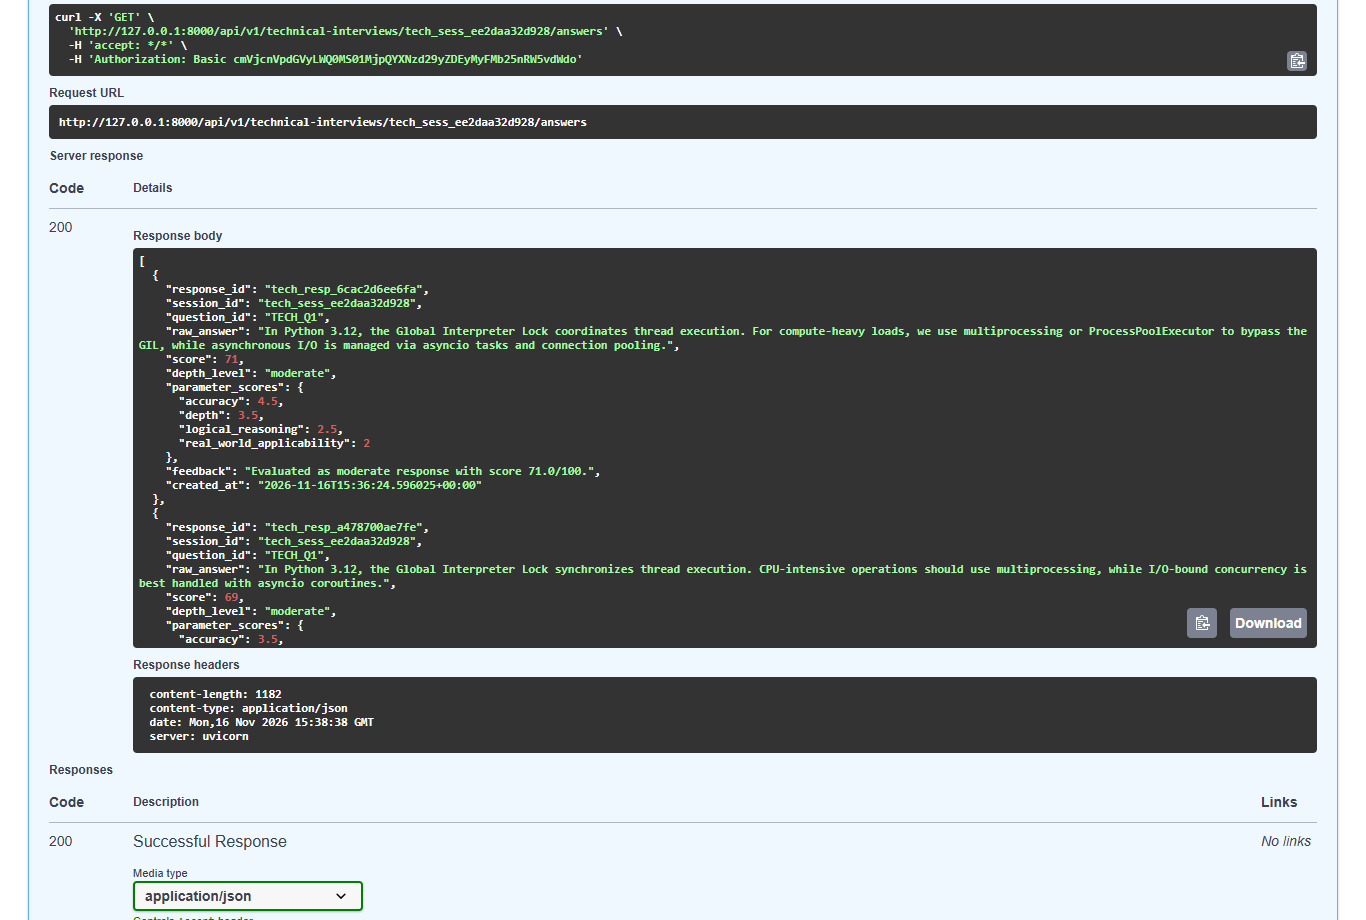 curl -X 'GET' \
'http://127.0.0.1:8000/api/v1/technical-interviews/tech_sess_ee2daa32d928/answers' \
-H 'accept: */*' \
-H 'Authorization: Basic cmVjcnVpdGVyLWQ0MS01MjpQYXNzd29yZDEyMyFMb25nRW5vdWdo'
Request URL
http://127.0.0.1:8000/api/v1/technical-interviews/tech_sess_ee2daa32d928/answers
Server response
Code Details
200
Response body
[
{
"response_id": "tech_resp_6cac2d6ee6fa",
"session_id": "tech_sess_ee2daa32d928",
"question_id": "TECH_Q1",
"raw_answer": "In Python 3.12, the Global Interpreter Lock coordinates thread execution. For compute-heavy loads, we use multiprocessing or ProcessPoolExecutor to bypass the
GIL, while asynchronous I/O is managed via asyncio tasks and connection pooling.",
"score": 71,
"depth_level": "moderate",
"parameter_scores": {
"accuracy": 4.5,
"depth": 3.5,
"logical_reasoning": 2.5,
"real_world_applicability": 2
},
"feedback": "Evaluated as moderate response with score 71.0/100.",
"created_at": "2026-11-16T15:36:24.596025+00:00"
},
{
"response_id": "tech_resp_a478700ae7fe",
"session_id": "tech_sess_ee2daa32d928",
"question_id": "TECH_Q1",
"raw_answer": "In Python 3.12, the Global Interpreter Lock synchronizes thread execution. CPU-intensive operations should use multiprocessing, while I/O-bound concurrency is
best handled with asyncio coroutines.",
"score": 69,
"depth_level": "moderate",
"parameter_scores": {
"accuracy": 3.5,
Download
Response headers
content-length: 1182
content-type: application/json
date: Mon,16 Nov 2026 15:38:38 GMT
server: uvicorn
Responses
Code Description Links
200 Successful Response No links
Media type
application/json